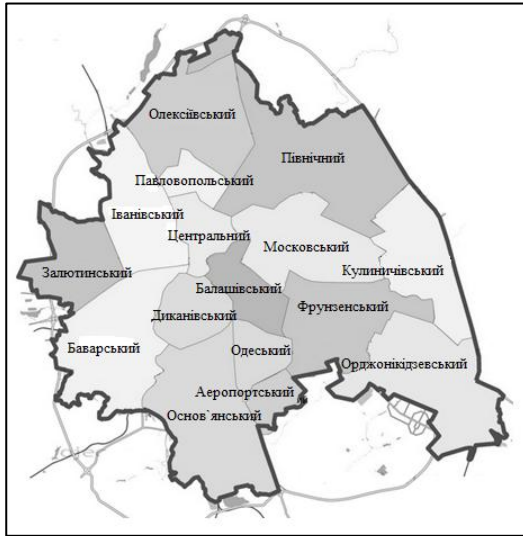 Олексіївський
Північний
Павловопольський
Іванівський
Центральний
Московський
Залютинський
Кулиничівський
Балашівський
Фрунзенський
Диканівський
Баварський
Одеський
Орджонікідзевський
Аеропортський
Основ`янський